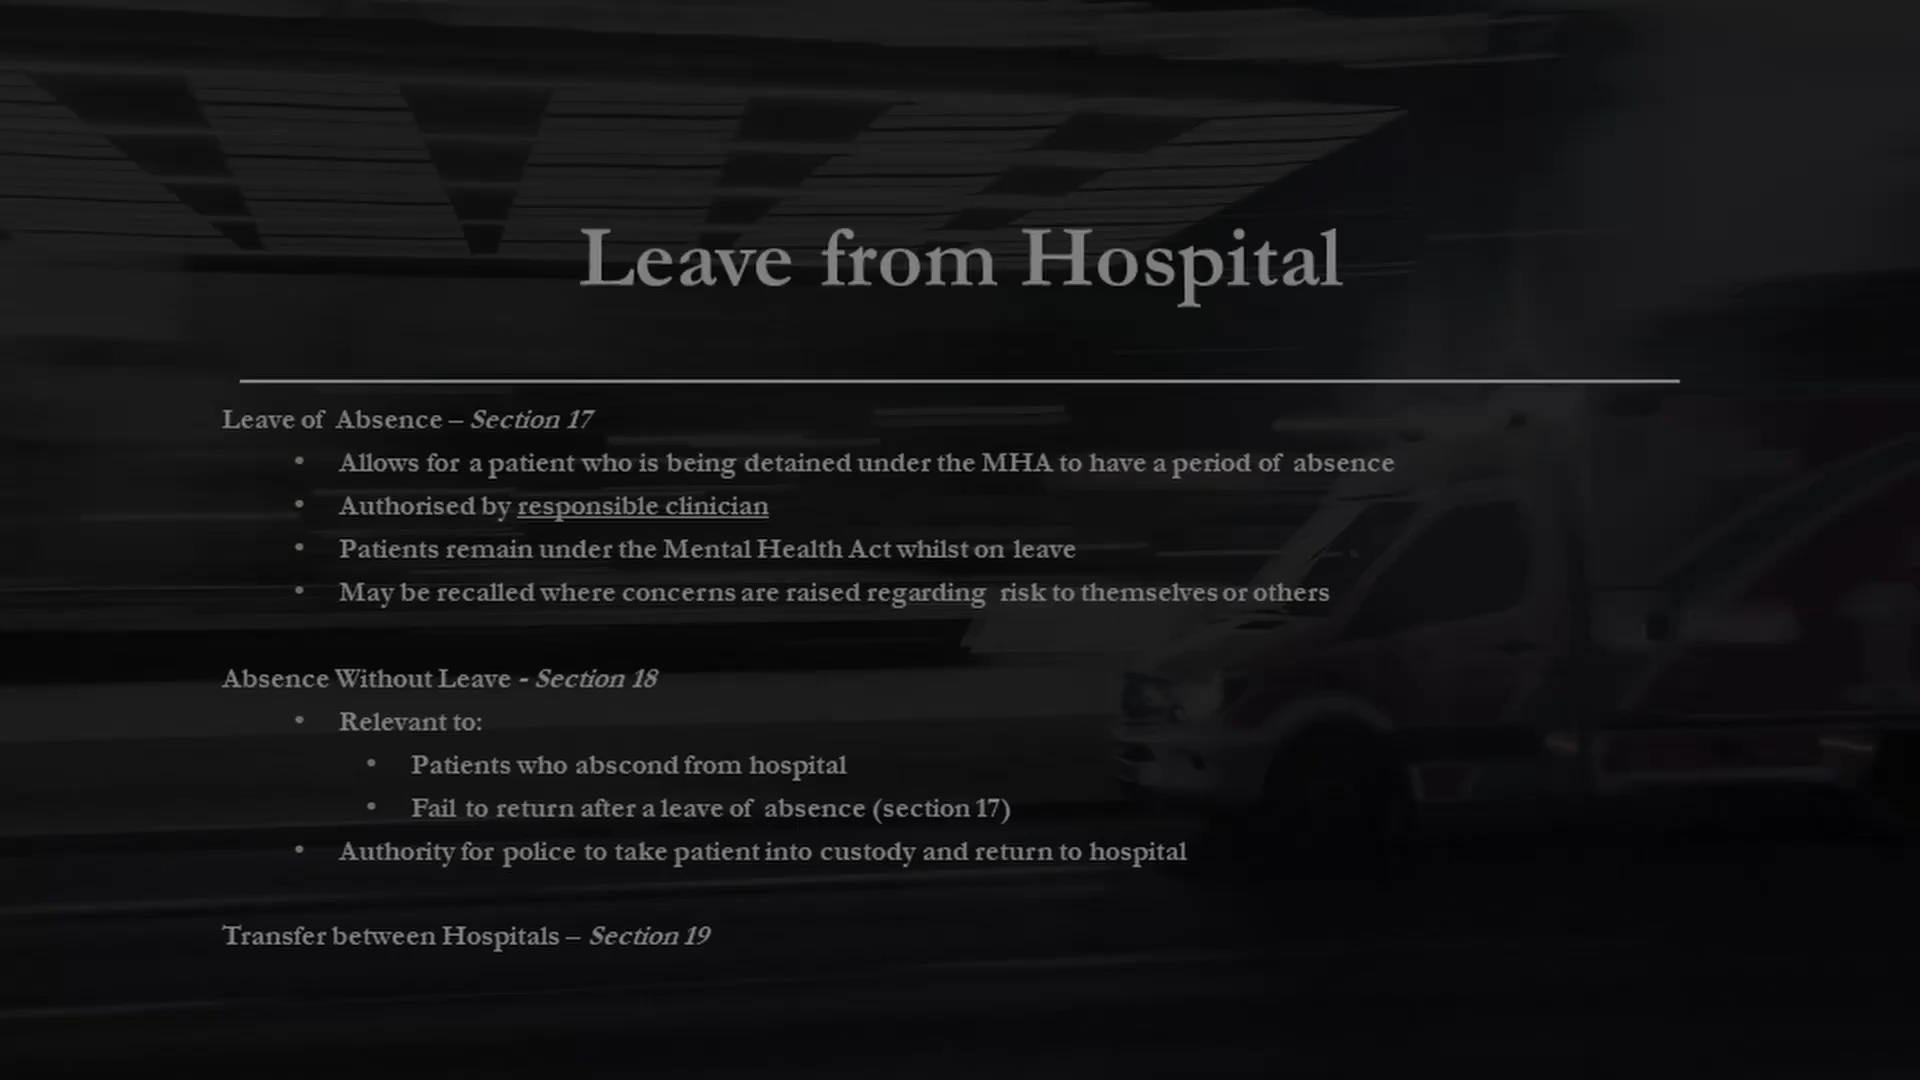 Leave from Hospital
Leave of Absence – Section 17
• Allows for a patient who is being detained under the MHA to have a period of absence
• Authorised by responsible clinician
• Patients remain under the Mental Health Act whilst on leave
• May be recalled where concerns are raised regarding risk to themselves or others
Absence Without Leave - Section 18
• Relevant to:
• Patients who abscond from hospital
• Fail to return after a leave of absence (section 17)
• Authority for police to take patient into custody and return to hospital
Transfer between Hospitals – Section 19